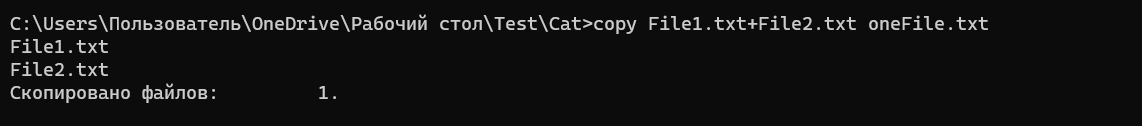 C:\Users\Пользователь\OneDrive\Рабочий стол\Test\Cat>copy File1.txt+File2.txt oneFile.txt
File1.txt
File2.txt
Скопировано файлов:         1.